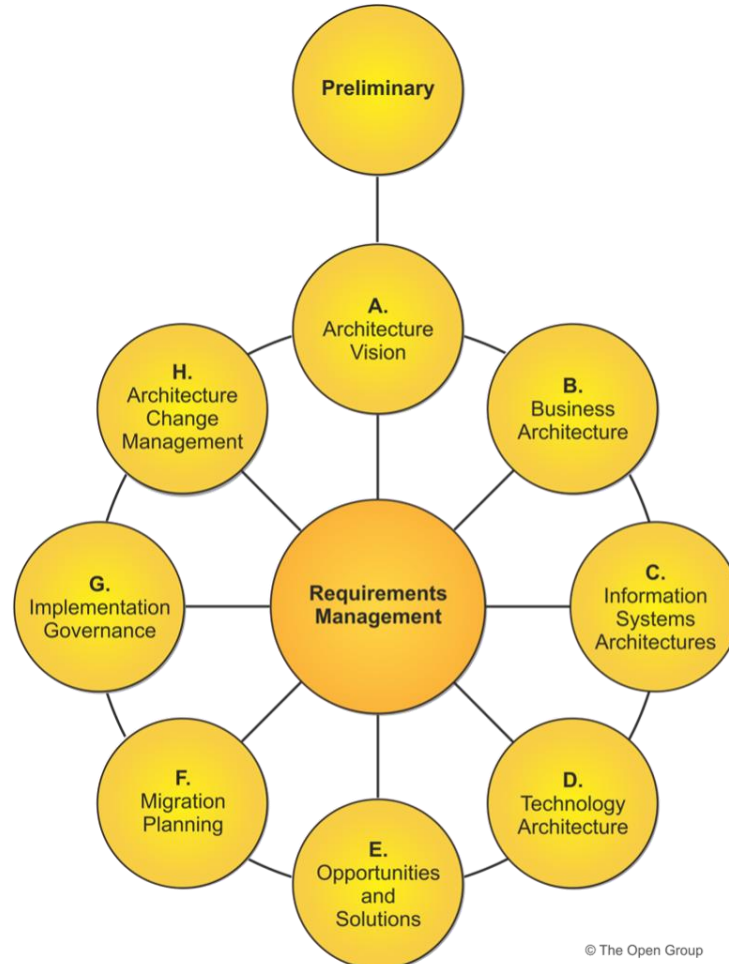 Preliminary
A.
Architecture
Vision
B.
Business
Architecture
C.
Information
Systems
Architectures
D.
Technology
Architecture
E.
Opportunities
and
Solutions
F.
Migration
Planning
G.
Implementation
Governance
H.
Architecture
Change
Management
Requirements
Management
© The Open Group